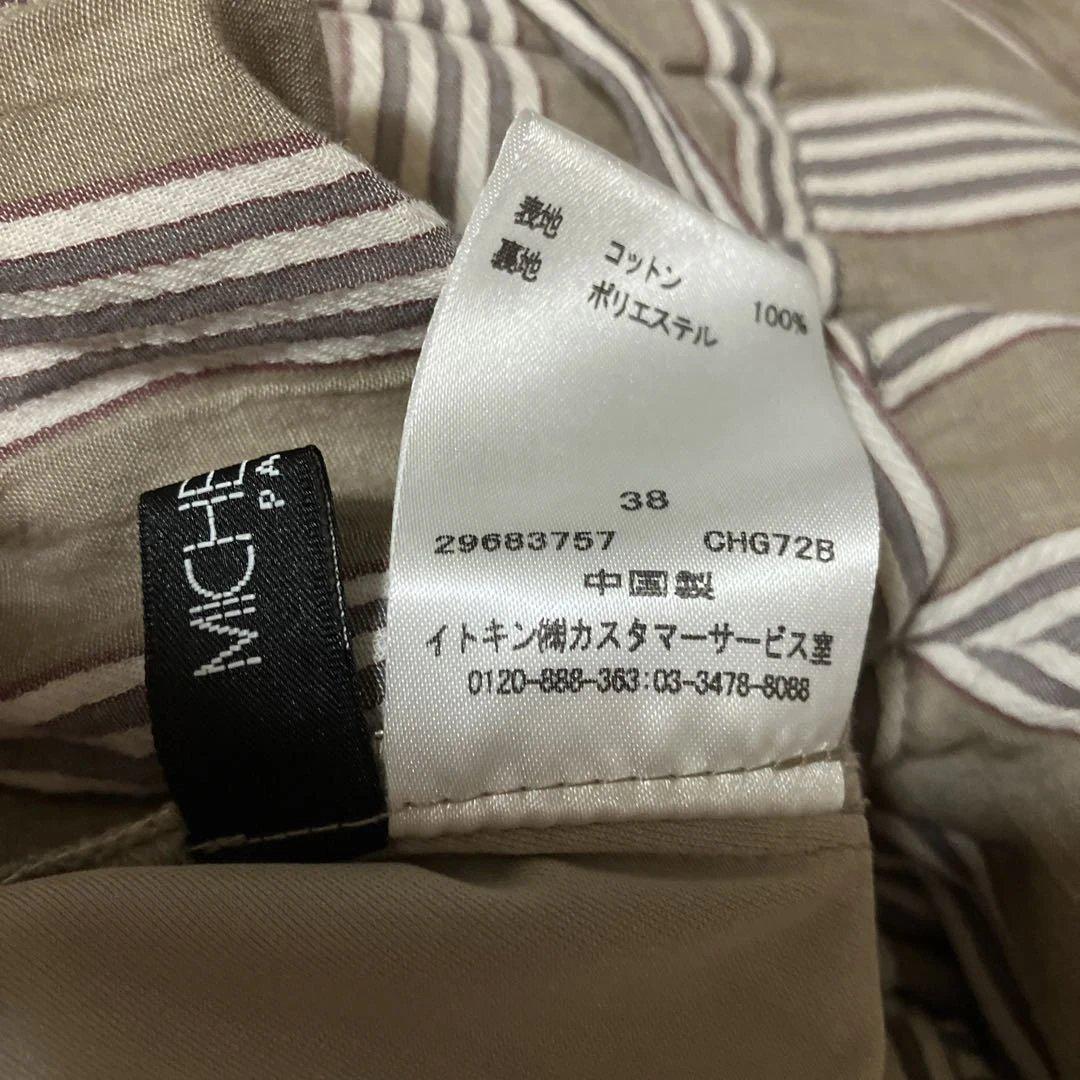 表地 コットン 100%
裏地 ポリエステル
38
29683757 CHG72B
中国製
イトキン㈱カスタマーサービス室
0120-888-363:03-3478-8088
MICHE
PA